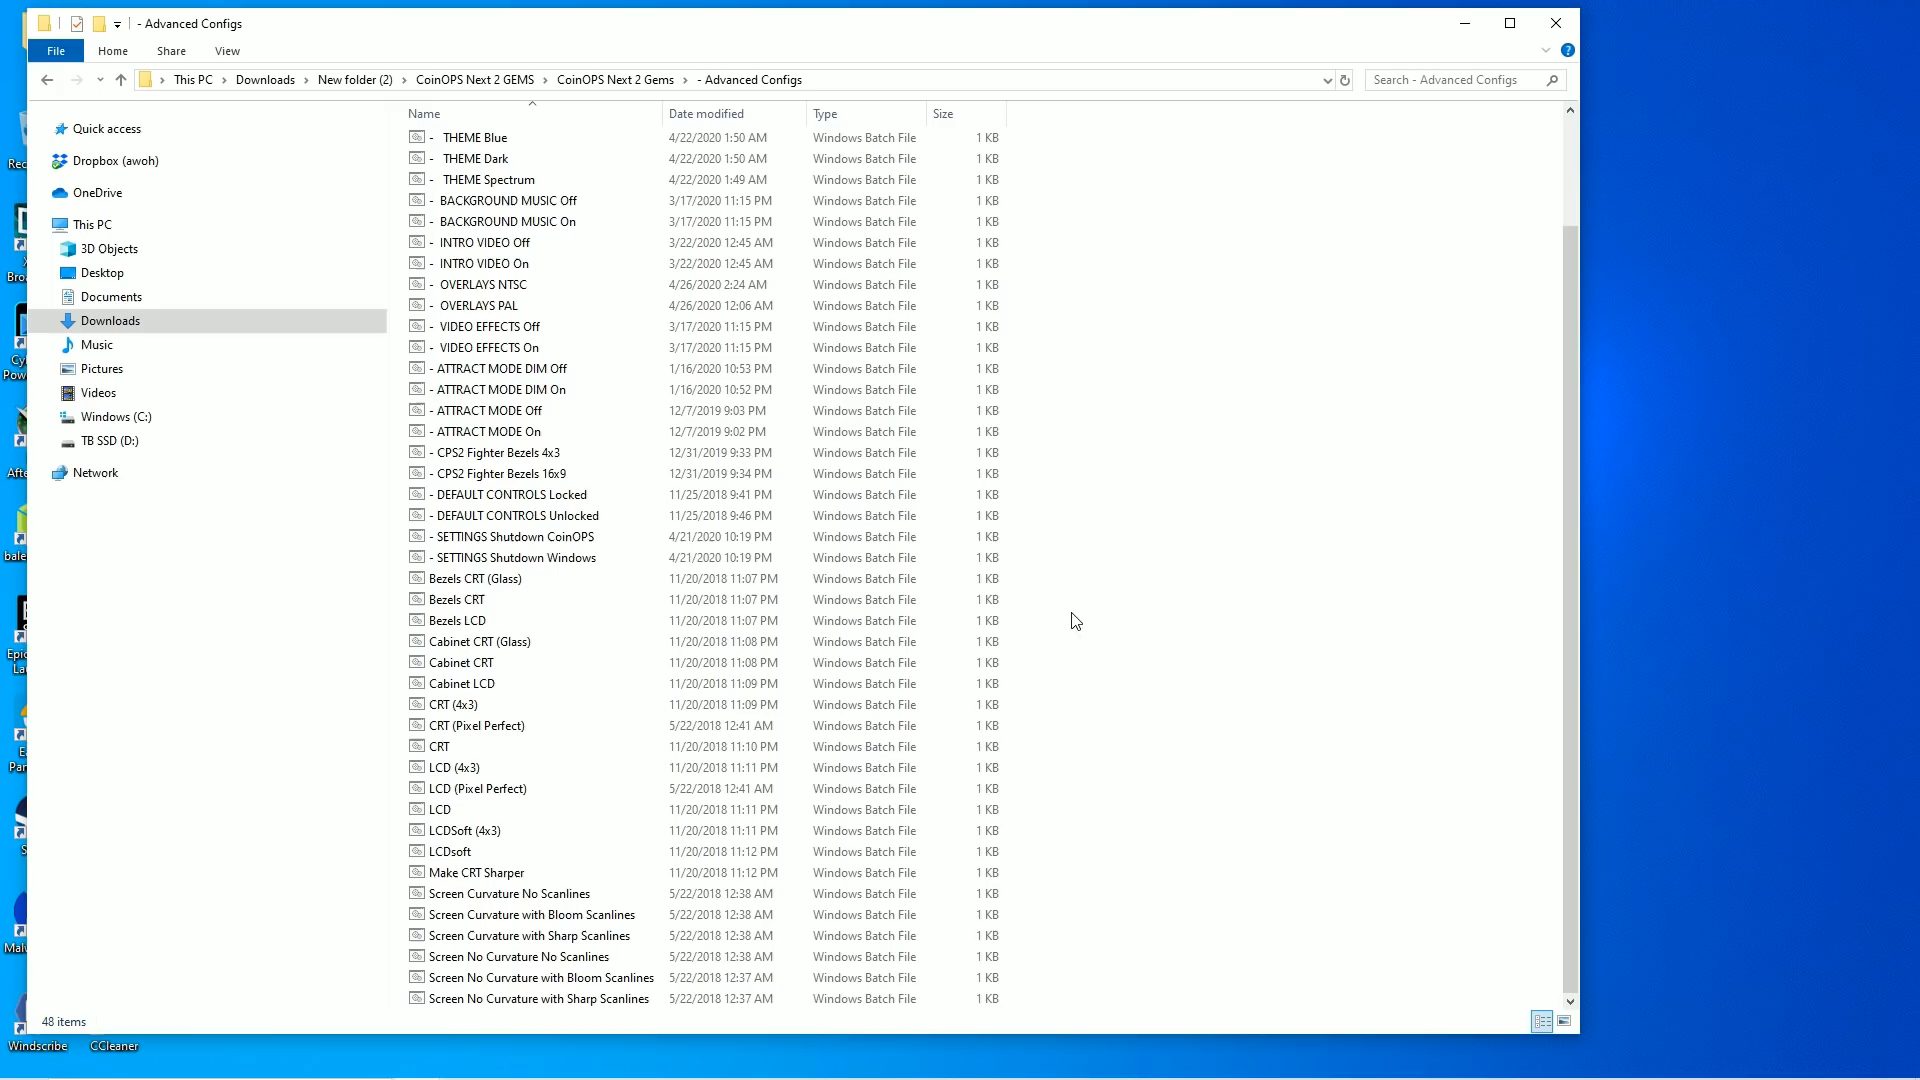 - Advanced Configs
File Home Share View
This PC Downloads New folder (2) CoinOPS Next 2 GEMS CoinOPS Next 2 Gems - Advanced Configs Search - Advanced Configs
Quick access
Dropbox (awoh)
OneDrive
This PC
3D Objects
Desktop
Documents
Downloads
Music
Pictures
Videos
Windows (C:)
TB SSD (D:)
Network
Name Date modified Type Size
- THEME Blue 4/22/2020 1:50 AM Windows Batch File 1 KB
- THEME Dark 4/22/2020 1:50 AM Windows Batch File 1 KB
- THEME Spectrum 4/22/2020 1:49 AM Windows Batch File 1 KB
- BACKGROUND MUSIC Off 3/17/2020 11:15 PM Windows Batch File 1 KB
- BACKGROUND MUSIC On 3/17/2020 11:15 PM Windows Batch File 1 KB
- INTRO VIDEO Off 3/22/2020 12:45 AM Windows Batch File 1 KB
- INTRO VIDEO On 3/22/2020 12:45 AM Windows Batch File 1 KB
- OVERLAYS NTSC 4/26/2020 2:24 AM Windows Batch File 1 KB
- OVERLAYS PAL 4/26/2020 12:06 AM Windows Batch File 1 KB
- VIDEO EFFECTS Off 3/17/2020 11:15 PM Windows Batch File 1 KB
- VIDEO EFFECTS On 3/17/2020 11:15 PM Windows Batch File 1 KB
- ATTRACT MODE DIM Off 1/16/2020 10:53 PM Windows Batch File 1 KB
- ATTRACT MODE DIM On 1/16/2020 10:52 PM Windows Batch File 1 KB
- ATTRACT MODE Off 12/7/2019 9:03 PM Windows Batch File 1 KB
- ATTRACT MODE On 12/7/2019 9:02 PM Windows Batch File 1 KB
- CPS2 Fighter Bezels 4x3 12/31/2019 9:33 PM Windows Batch File 1 KB
- CPS2 Fighter Bezels 16x9 12/31/2019 9:34 PM Windows Batch File 1 KB
- DEFAULT CONTROLS Locked 11/25/2018 9:41 PM Windows Batch File 1 KB
- DEFAULT CONTROLS Unlocked 11/25/2018 9:46 PM Windows Batch File 1 KB
- SETTINGS Shutdown CoinOPS 4/21/2020 10:19 PM Windows Batch File 1 KB
- SETTINGS Shutdown Windows 4/21/2020 10:19 PM Windows Batch File 1 KB
Bezels CRT (Glass) 11/20/2018 11:07 PM Windows Batch File 1 KB
Bezels CRT 11/20/2018 11:07 PM Windows Batch File 1 KB
Bezels LCD 11/20/2018 11:07 PM Windows Batch File 1 KB
Cabinet CRT (Glass) 11/20/2018 11:08 PM Windows Batch File 1 KB
Cabinet CRT 11/20/2018 11:08 PM Windows Batch File 1 KB
Cabinet LCD 11/20/2018 11:09 PM Windows Batch File 1 KB
CRT (4x3) 11/20/2018 11:09 PM Windows Batch File 1 KB
CRT (Pixel Perfect) 5/22/2018 12:41 AM Windows Batch File 1 KB
CRT 11/20/2018 11:10 PM Windows Batch File 1 KB
LCD (4x3) 11/20/2018 11:11 PM Windows Batch File 1 KB
LCD (Pixel Perfect) 5/22/2018 12:41 AM Windows Batch File 1 KB
LCD 11/20/2018 11:11 PM Windows Batch File 1 KB
LCDSoft (4x3) 11/20/2018 11:11 PM Windows Batch File 1 KB
LCDsoft 11/20/2018 11:12 PM Windows Batch File 1 KB
Make CRT Sharper 11/20/2018 11:12 PM Windows Batch File 1 KB
Screen Curvature No Scanlines 5/22/2018 12:38 AM Windows Batch File 1 KB
Screen Curvature with Bloom Scanlines 5/22/2018 12:38 AM Windows Batch File 1 KB
Screen Curvature with Sharp Scanlines 5/22/2018 12:38 AM Windows Batch File 1 KB
Screen No Curvature No Scanlines 5/22/2018 12:38 AM Windows Batch File 1 KB
Screen No Curvature with Bloom Scanlines 5/22/2018 12:37 AM Windows Batch File 1 KB
Screen No Curvature with Sharp Scanlines 5/22/2018 12:37 AM Windows Batch File 1 KB
48 items
Windscribe CCleaner